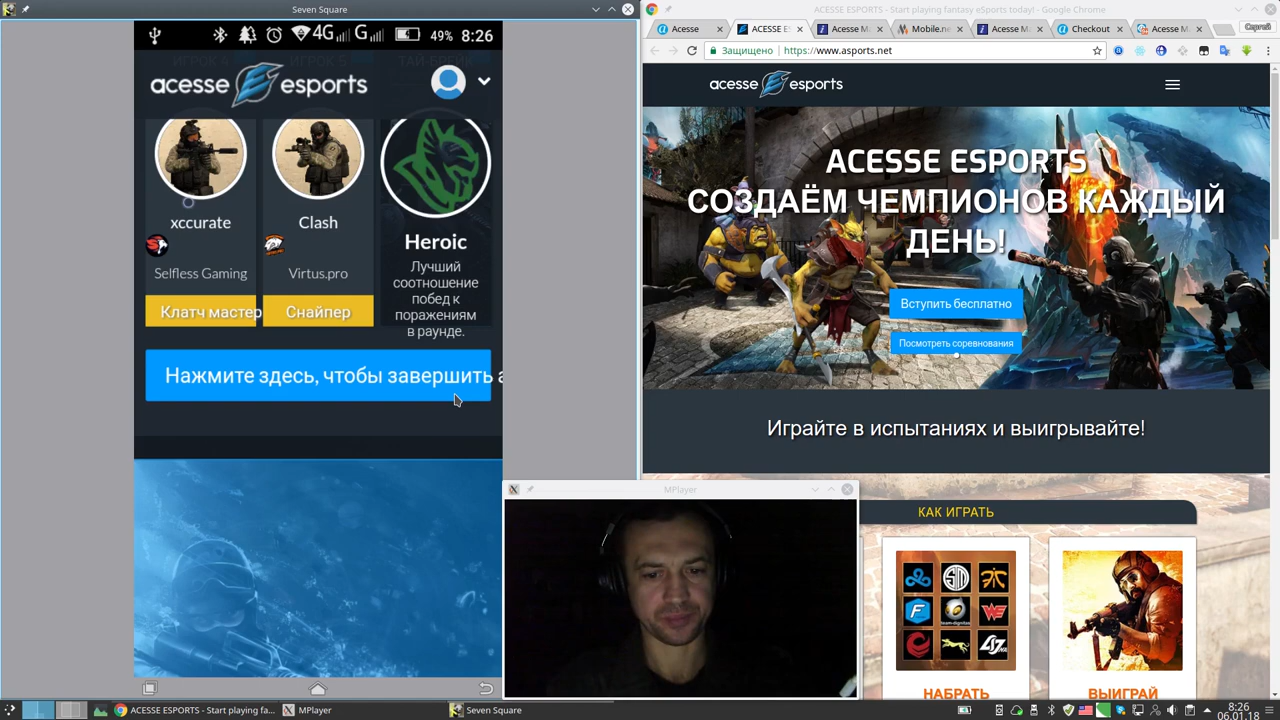 Seven Square
49%
8:26
4G
G
acesse esports
xccurate
Clash
Selfless Gaming
Virtus.pro
Клатч мастер
Снайпер
Heroic
Лучший
соотношение
побед к
поражениям
в раунде.
Нажмите здесь, чтобы завершить а
ACESSE ESPORTS - Start playing fantasy eSports today! - Google Chrome
Acesse
ACESSE E
Acesse M
Mobile.ne
Acesse M
Checkout
Acesse M
Сергей
Защищено
https://www.asports.net
acesse esports
ACESSE ESPORTS
СОЗДАЁМ ЧЕМПИОНОВ КАЖДЫЙ
ДЕНЬ!
Вступить бесплатно
Посмотреть соревнования
Играйте в испытаниях и выигрывайте!
КАК ИГРАТЬ
НАБРАТЬ
ВЫИГРАЙ
MPlayer
ACESSE ESPORTS - Start playing fa...
MPlayer
Seven Square
8:26
06.01.18